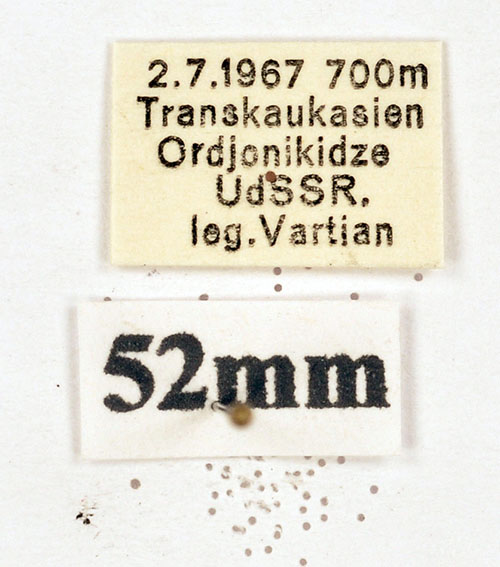 2.7.1967 700m
Transkaukasien
Ordjonikidze
UdSSR.
leg.Vartian
52mm